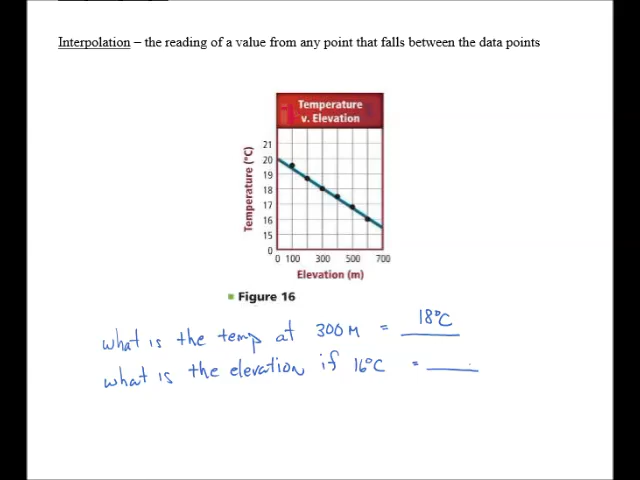 Interpolation – the reading of a value from any point that falls between the data points
Temperature
v. Elevation
Temperature (°C)
21
20
19
18
17
16
15
0
0 100 300 500 700
Elevation (m)
Figure 16
what is the temp at 300 M = 18°C
what is the elevation if 16°C =